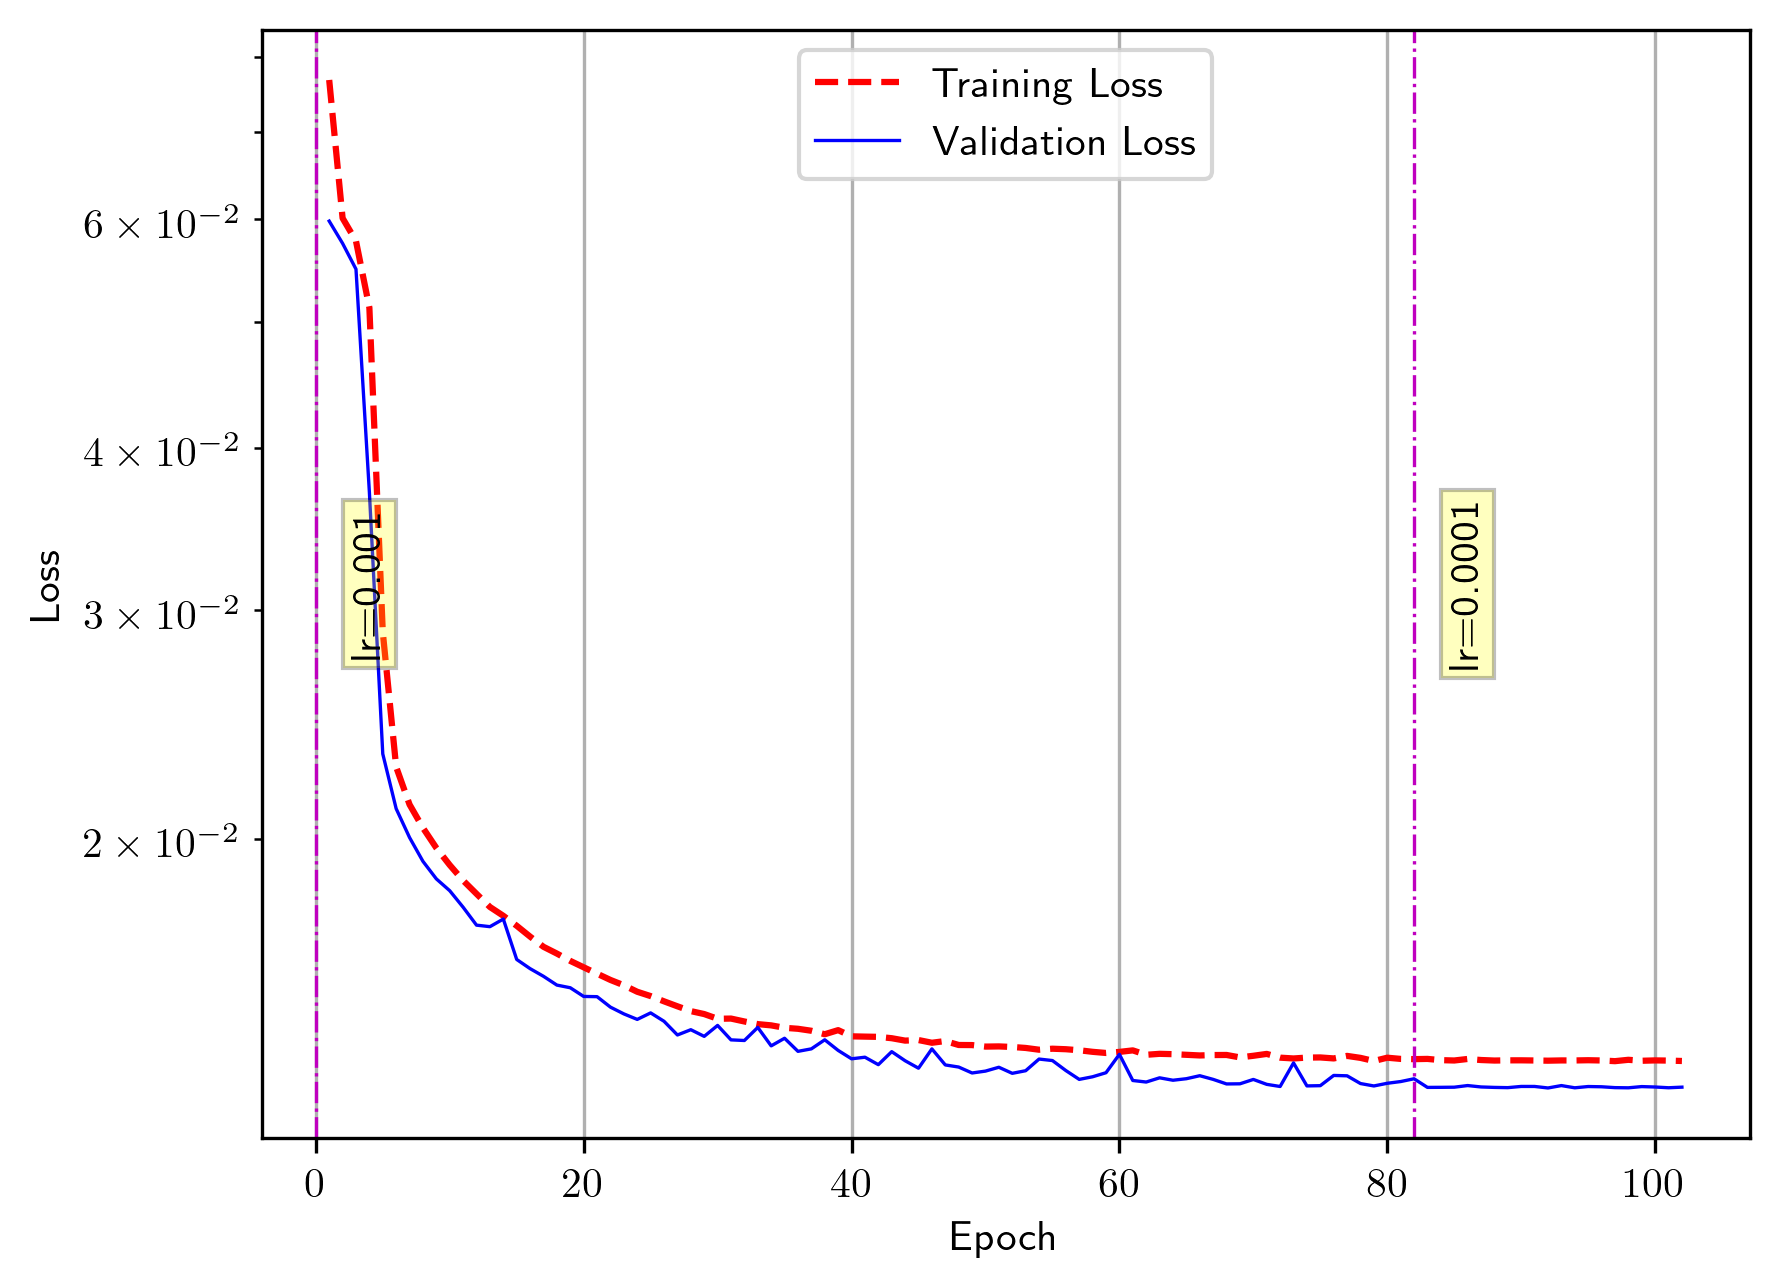 Training Loss
Validation Loss
6 × 10⁻²
4 × 10⁻²
3 × 10⁻²
2 × 10⁻²
Loss
lr=0.001
lr=0.0001
0 20 40 60 80 100
Epoch